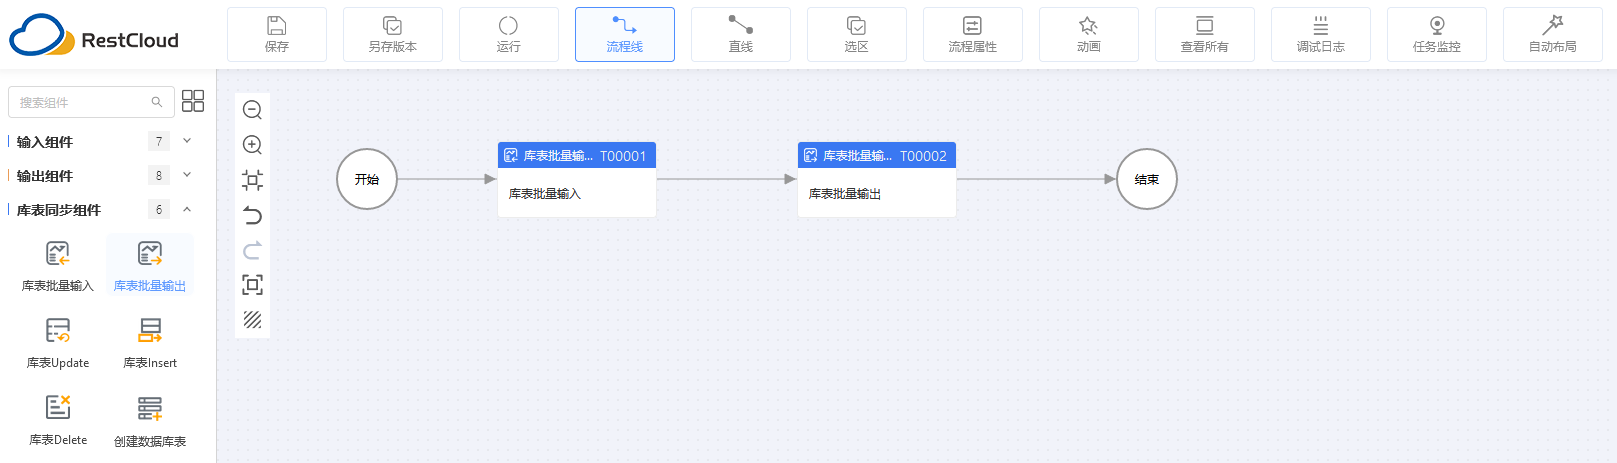 RestCloud
保存
另存版本
运行
流程线
直线
选区
流程属性
动画
查看所有
调试日志
任务监控
自动布局
搜索组件
输入组件 7
输出组件 8
库表同步组件 6
库表批量输入 库表批量输出
库表Update 库表Insert
库表Delete 创建数据库表
开始
库表批量输... T00001
库表批量输入
库表批量输... T00002
库表批量输出
结束